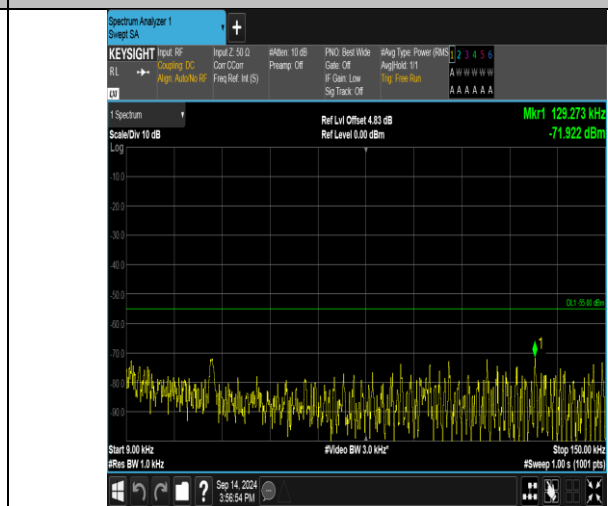 Spectrum Analyzer 1
Swept SA
+
KEYSIGHT Input: RF Input Z: 50 Ω #Atten: 10 dB PNO: Best Wide #Avg Type: Power (RMS 1 2 3 4 5 6
RL Coupling: DC Corr CCorr Preamp: Off Gate: Off Avg|Hold: 1/1 A W W W W W
Align: Auto/No RF Freq Ref: Int (S) IF Gain: Low Trig: Free Run
Sig Track: Off A A A A A A
1 Spectrum Ref Lvl Offset 4.83 dB Mkr1 129.273 kHz
Scale/Div 10 dB Ref Level 0.00 dBm -71.922 dBm
Log
-10.0
-20.0
-30.0
-40.0
-50.0
DL1 -55.00 dBm
-60.0
1
-70.0
-80.0
-90.0
Start 9.00 kHz #Video BW 3.0 kHz* Stop 150.00 kHz
#Res BW 1.0 kHz #Sweep 1.00 s (1001 pts)
? Sep 14, 2024
3:56:54 PM